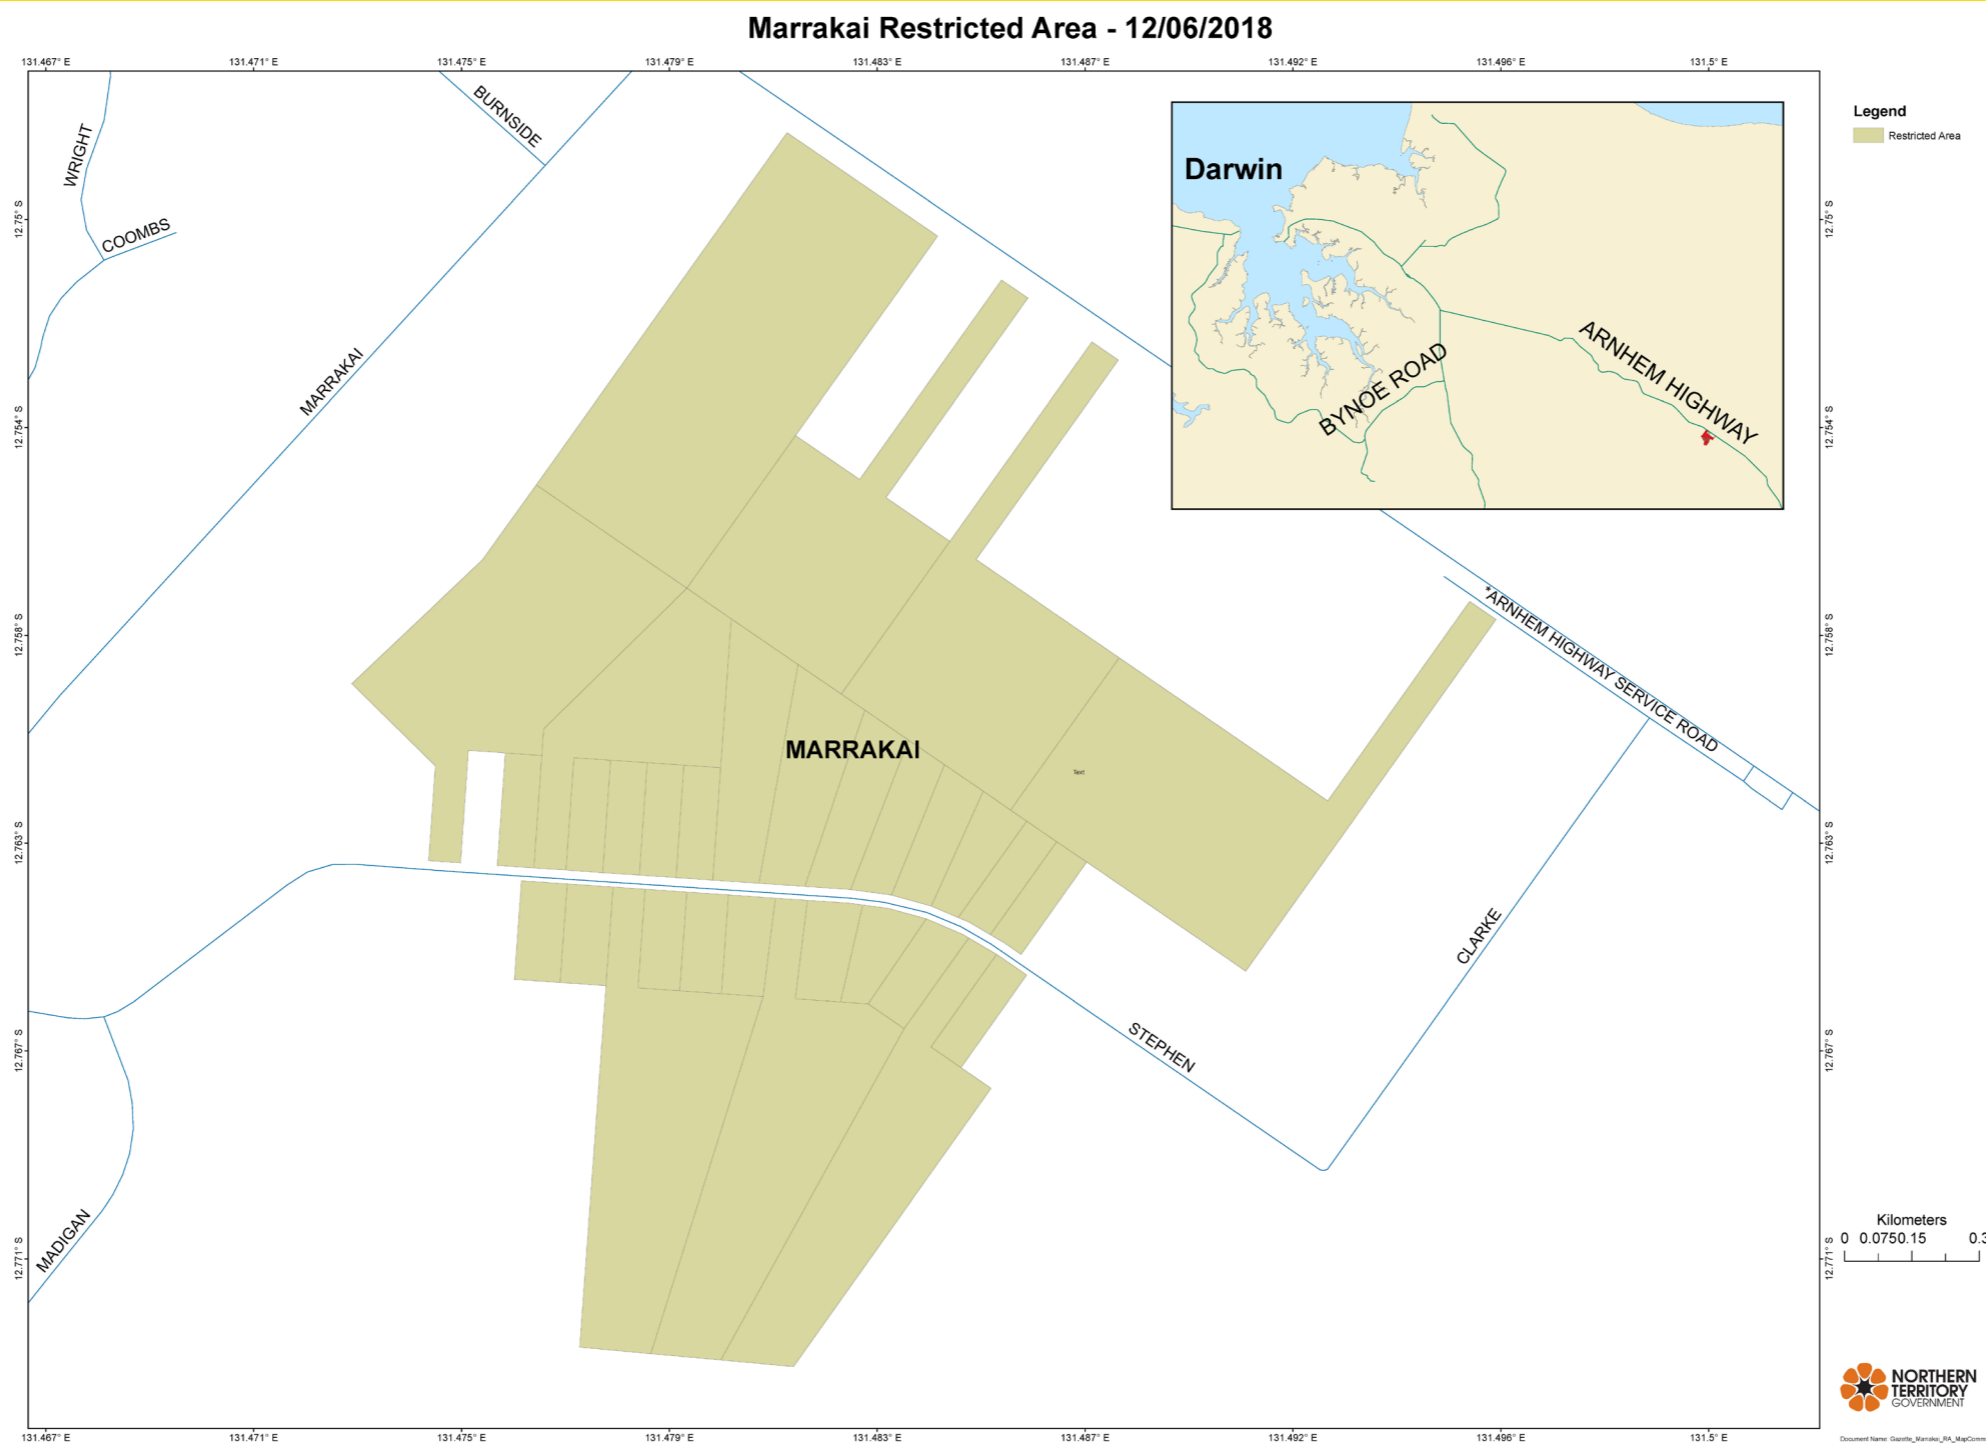 Marrakai Restricted Area - 12/06/2018
131.467° E
131.471° E
131.475° E
131.479° E
131.483° E
131.487° E
131.492° E
131.496° E
131.5° E
Legend
Restricted Area
BURNSIDE
WRIGHT
COOMBS
MARRAKAI
Darwin
BYNOE ROAD
ARNHEM HIGHWAY
12.75° S
12.75° S
12.754° S
12.754° S
12.758° S
12.758° S
*ARNHEM HIGHWAY SERVICE ROAD
MARRAKAI
Text
12.763° S
12.763° S
CLARKE
STEPHEN
12.767° S
12.767° S
MADIGAN
12.771° S
12.771° S
Kilometers
0 0.075 0.15 0.3
NORTHERN
TERRITORY
GOVERNMENT
131.467° E
131.471° E
131.475° E
131.479° E
131.483° E
131.487° E
131.492° E
131.496° E
131.5° E